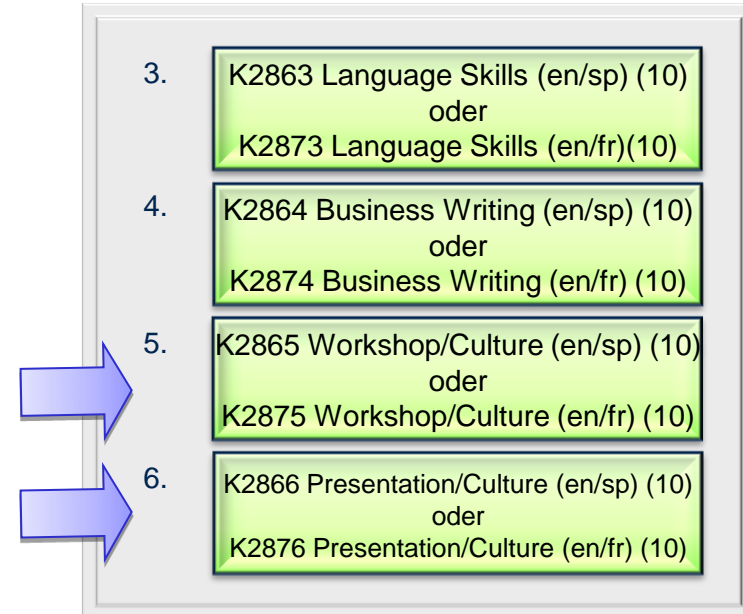 3.
K2863 Language Skills (en/sp) (10)
oder
K2873 Language Skills (en/fr)(10)
4.
K2864 Business Writing (en/sp) (10)
oder
K2874 Business Writing (en/fr) (10)
5.
K2865 Workshop/Culture (en/sp) (10)
oder
K2875 Workshop/Culture (en/fr) (10)
6.
K2866 Presentation/Culture (en/sp) (10)
oder
K2876 Presentation/Culture (en/fr) (10)